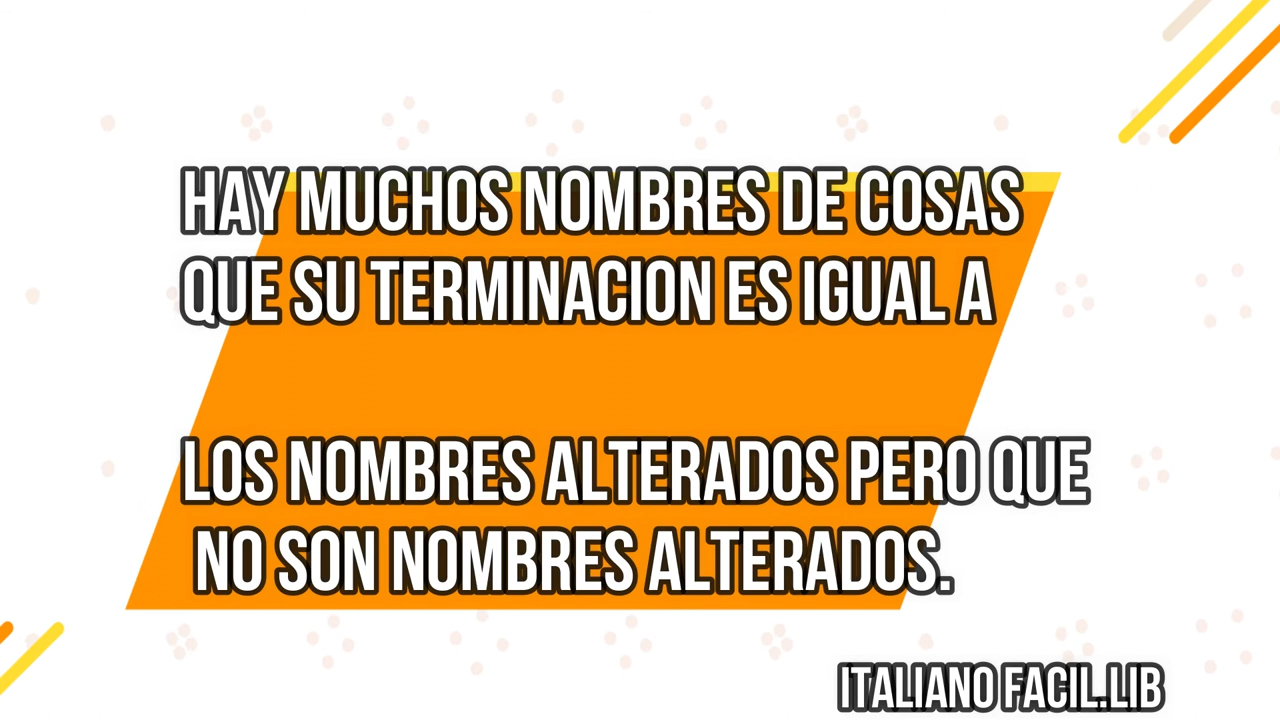 HAY MUCHOS NOMBRES DE COSAS
QUE SU TERMINACION ES IGUAL A
LOS NOMBRES ALTERADOS PERO QUE
NO SON NOMBRES ALTERADOS.
ITALIANO FACIL.LIB